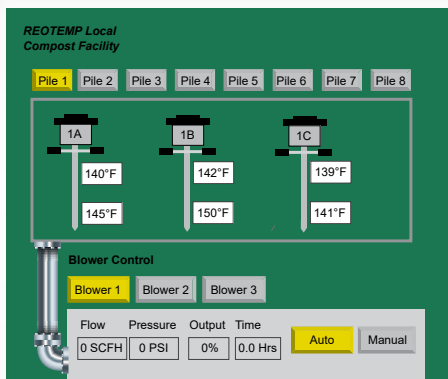 REOTEMP Local
Compost Facility
Pile 1 Pile 2 Pile 3 Pile 4 Pile 5 Pile 6 Pile 7 Pile 8
1A 1B 1C
140°F 142°F 139°F
145°F 150°F 141°F
Blower Control
Blower 1 Blower 2 Blower 3
Flow Pressure Output Time
0 SCFH 0 PSI 0% 0.0 Hrs Auto Manual